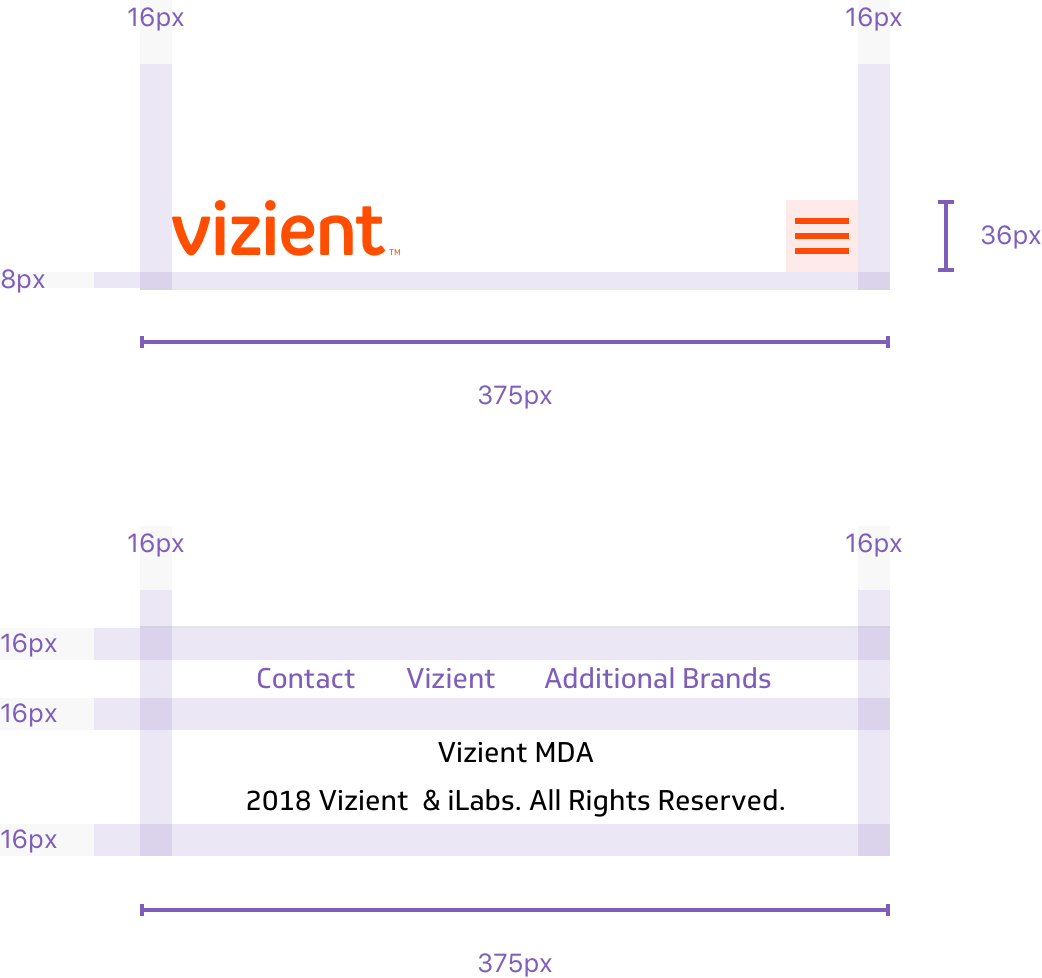 16px 16px
vizient™
36px
8px
375px
16px 16px
16px
Contact Vizient Additional Brands
16px
Vizient MDA
2018 Vizient  & iLabs. All Rights Reserved.
16px
375px